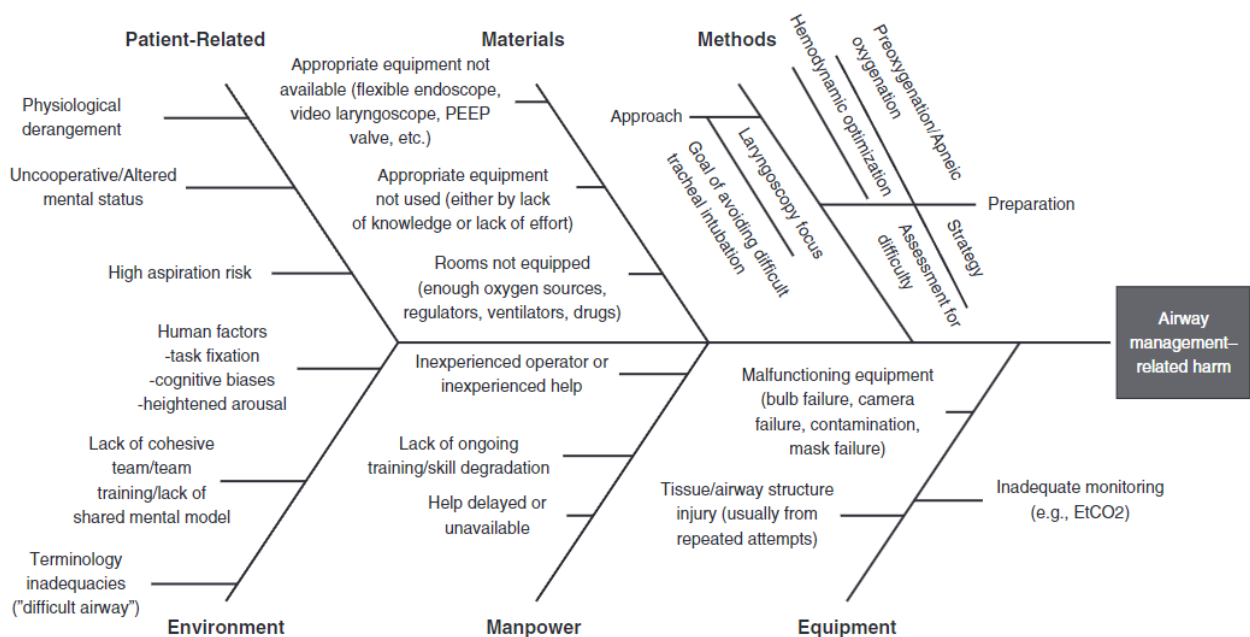 Patient-Related
Physiological
derangement
Uncooperative/Altered
mental status
High aspiration risk
Materials
Appropriate equipment not
available (flexible endoscope,
video laryngoscope, PEEP
valve, etc.)
Appropriate equipment
not used (either by lack
of knowledge or lack of effort)
Rooms not equipped
(enough oxygen sources,
regulators, ventilators, drugs)
Methods
Approach
Goal of avoiding difficult
tracheal intubation
Laryngoscopy focus
Hemodynamic optimization
Preoxygenation/Apneic
oxygenation
Preparation
Strategy
Assessment for
difficulty
Airway
management–
related harm
Human factors
-task fixation
-cognitive biases
-heightened arousal
Lack of cohesive
team/team
training/lack of
shared mental model
Terminology
inadequacies
("difficult airway")
Environment
Inexperienced operator or
inexperienced help
Lack of ongoing
training/skill degradation
Help delayed or
unavailable
Manpower
Malfunctioning equipment
(bulb failure, camera
failure, contamination,
mask failure)
Tissue/airway structure
injury (usually from
repeated attempts)
Inadequate monitoring
(e.g., EtCO2)
Equipment